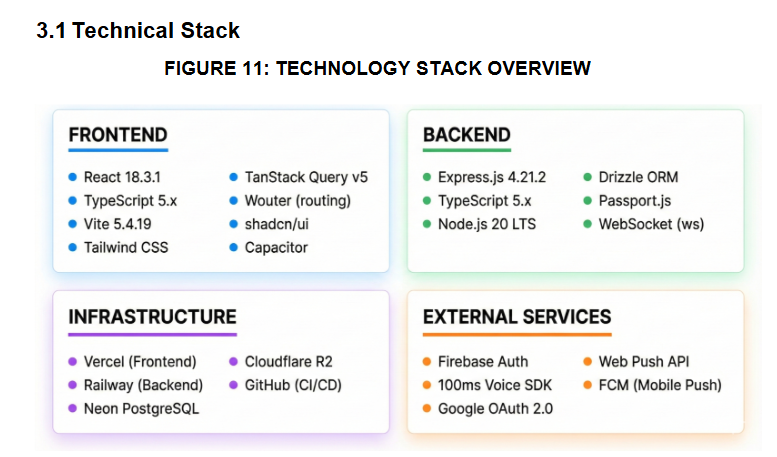 3.1 Technical Stack
FIGURE 11: TECHNOLOGY STACK OVERVIEW
FRONTEND
React 18.3.1
TypeScript 5.x
Vite 5.4.19
Tailwind CSS
TanStack Query v5
Wouter (routing)
shadcn/ui
Capacitor
BACKEND
Express.js 4.21.2
TypeScript 5.x
Node.js 20 LTS
Drizzle ORM
Passport.js
WebSocket (ws)
INFRASTRUCTURE
Vercel (Frontend)
Railway (Backend)
Neon PostgreSQL
Cloudflare R2
GitHub (CI/CD)
EXTERNAL SERVICES
Firebase Auth
100ms Voice SDK
Google OAuth 2.0
Web Push API
FCM (Mobile Push)